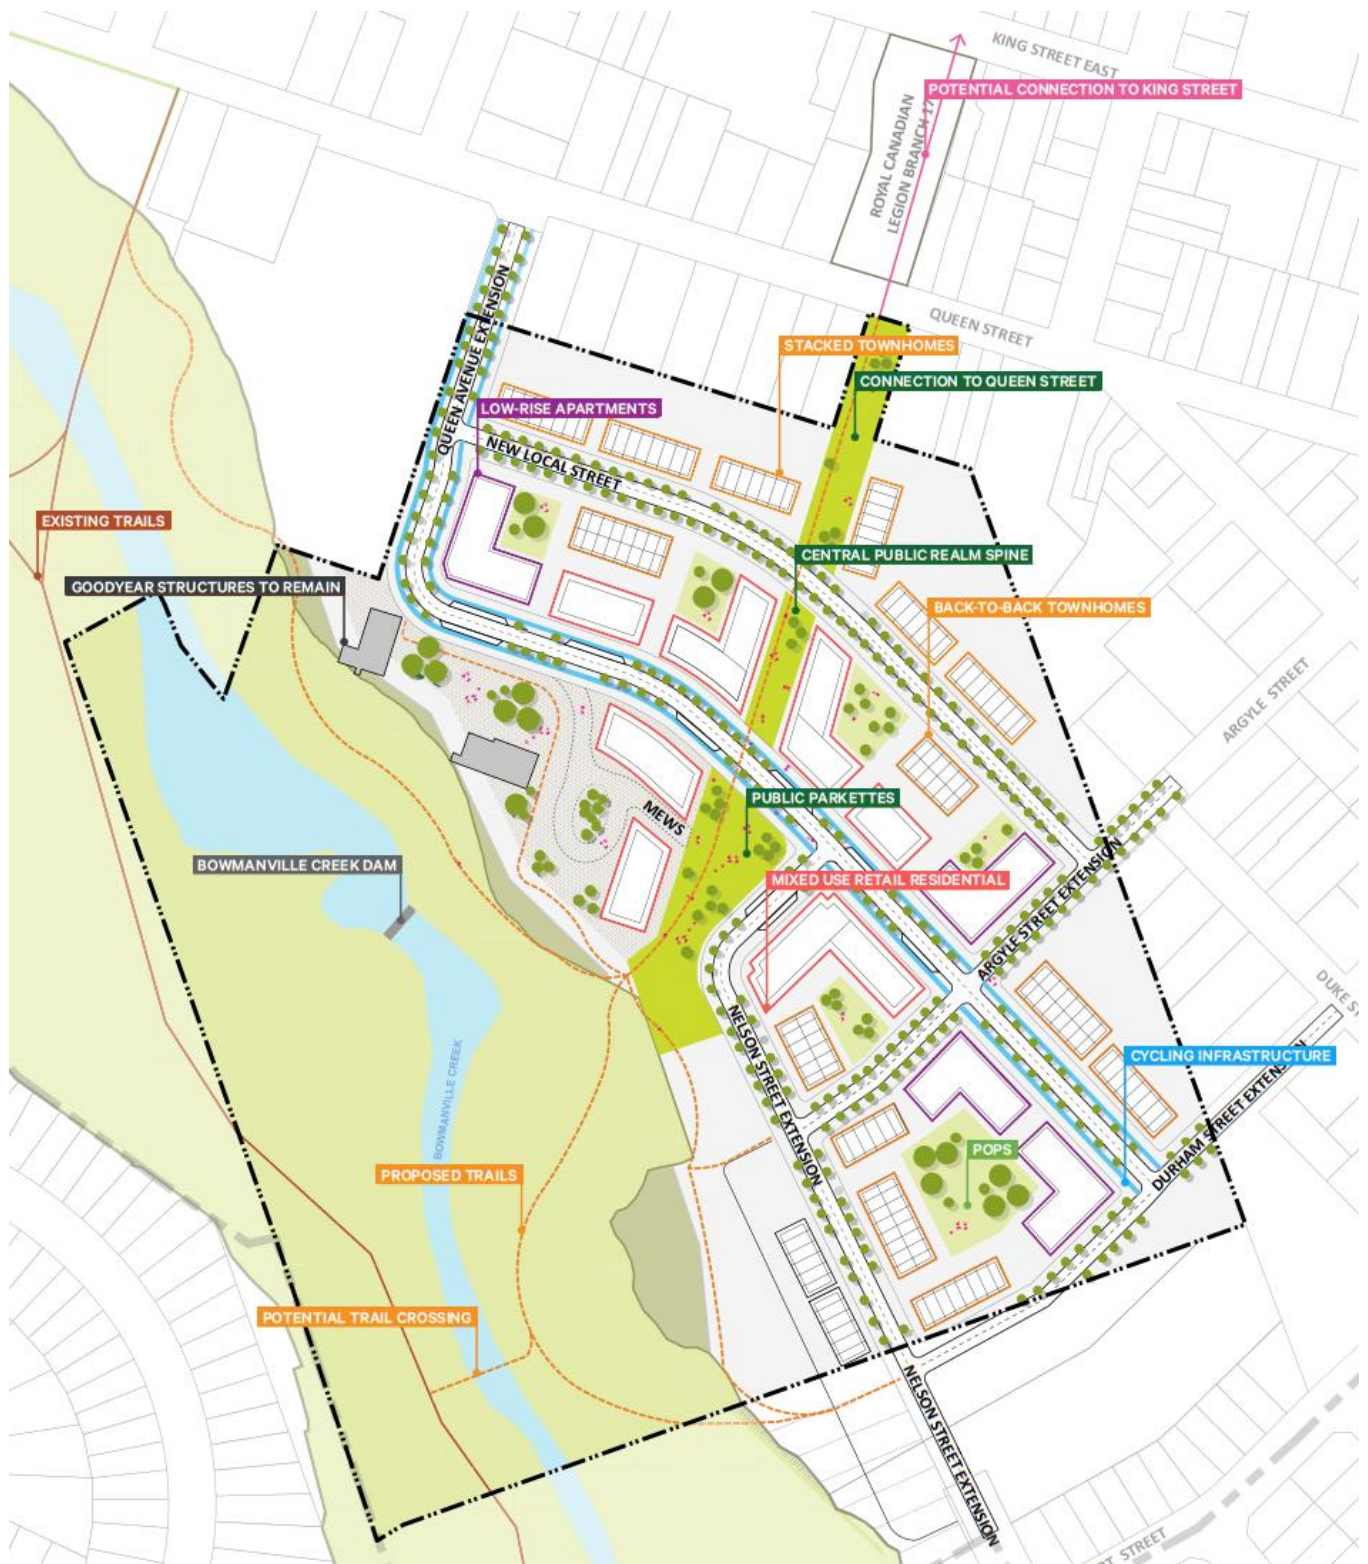 KING STREET EAST
POTENTIAL CONNECTION TO KING STREET
ROYAL CANADIAN
LEGION BRANCH 17
QUEEN STREET
QUEEN AVENUE EXTENSION
STACKED TOWNHOMES
CONNECTION TO QUEEN STREET
LOW-RISE APARTMENTS
NEW LOCAL STREET
EXISTING TRAILS
CENTRAL PUBLIC REALM SPINE
GOODYEAR STRUCTURES TO REMAIN
BACK-TO-BACK TOWNHOMES
ARGYLE STREET
PUBLIC PARKETTES
MEWS
BOWMANVILLE CREEK DAM
MIXED USE RETAIL RESIDENTIAL
ARGYLE STREET EXTENSION
DUKE ST
NELSON STREET EXTENSION
CYCLING INFRASTRUCTURE
BOWMANVILLE CREEK
DURHAM STREET EXTENSION
POPS
PROPOSED TRAILS
POTENTIAL TRAIL CROSSING
NELSON STREET EXTENSION
STREET